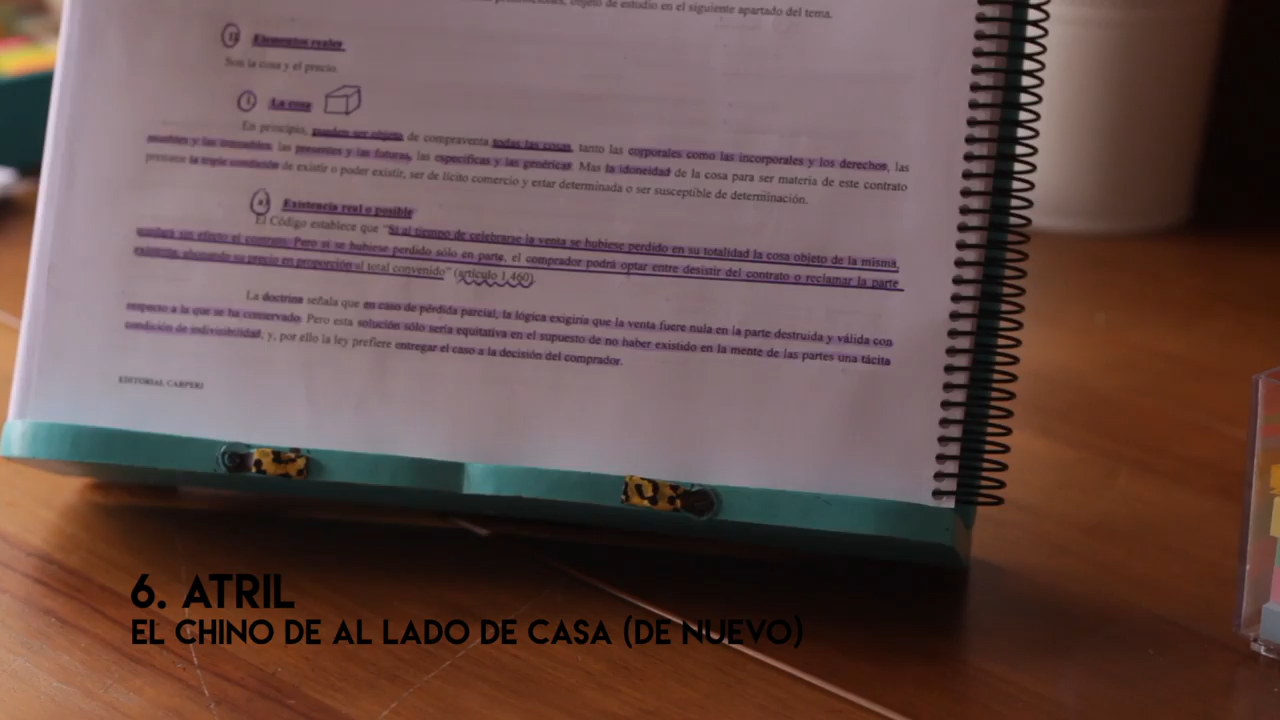 objeto de estudio en el siguiente apartado del tema.
II Elementos reales
Son la cosa y el precio.
1 La cosa
En principio, pueden ser objeto de compraventa todas las cosas, tanto las corporales como las incorporales y los derechos, las
muebles y las inmuebles, las presentes y las futuras, las específicas y las genéricas. Mas la idoneidad de la cosa para ser materia de este contrato
presume la triple condición de existir o poder existir, ser de lícito comercio y estar determinada o ser susceptible de determinación.
a Existencia real o posible
El Código establece que "Si al tiempo de celebrarse la venta se hubiese perdido en su totalidad la cosa objeto de la misma,
quedará sin efecto el contrato. Pero si se hubiese perdido sólo en parte, el comprador podrá optar entre desistir del contrato o reclamar la parte
existente, abonando su precio en proporción al total convenido" (artículo 1.460).
La doctrina señala que en caso de pérdida parcial, la lógica exigiría que la venta fuere nula en la parte destruida y válida con
respecto a la que se ha conservado. Pero esta solución sólo sería equitativa en el supuesto de no haber existido en la mente de las partes una tácita
condición de indivisibilidad, y, por ello la ley prefiere entregar el caso a la decisión del comprador.
EDITORIAL CARPERI
6. ATRIL
EL CHINO DE AL LADO DE CASA (DE NUEVO)